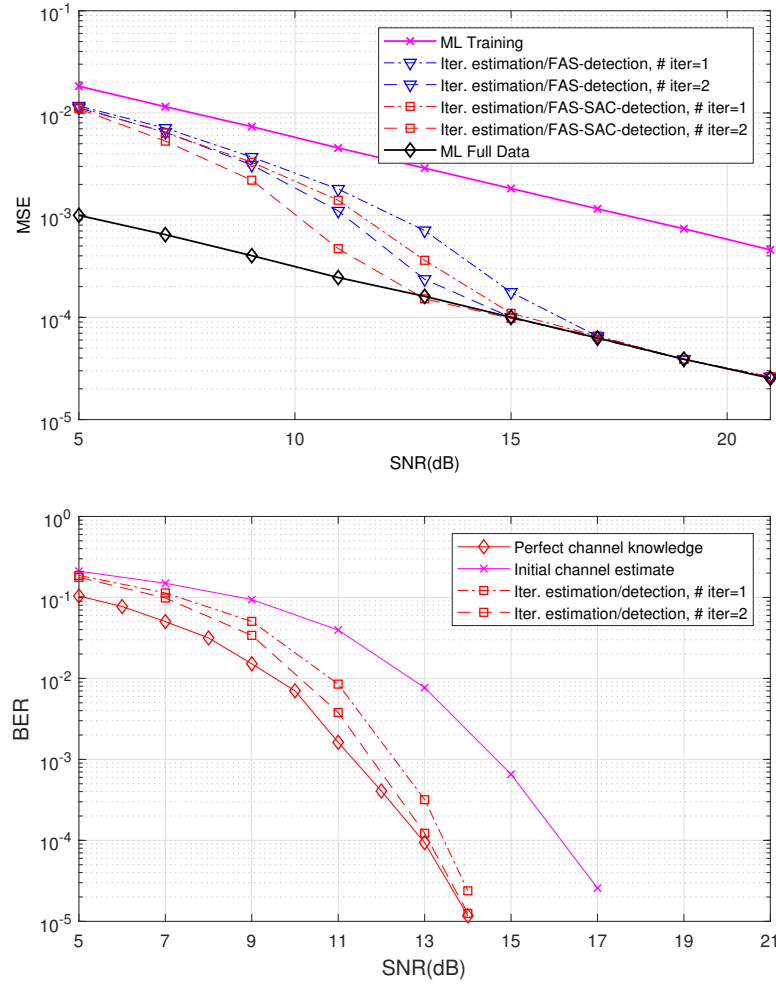 10^-1
10^-2
10^-3
10^-4
10^-5
MSE
ML Training
Iter. estimation/FAS-detection, # iter=1
Iter. estimation/FAS-detection, # iter=2
Iter. estimation/FAS-SAC-detection, # iter=1
Iter. estimation/FAS-SAC-detection, # iter=2
ML Full Data
5 10 15 20
SNR(dB)
10^0
10^-1
10^-2
10^-3
10^-4
10^-5
BER
Perfect channel knowledge
Initial channel estimate
Iter. estimation/detection, # iter=1
Iter. estimation/detection, # iter=2
5 7 9 11 13 15 17 19 21
SNR(dB)